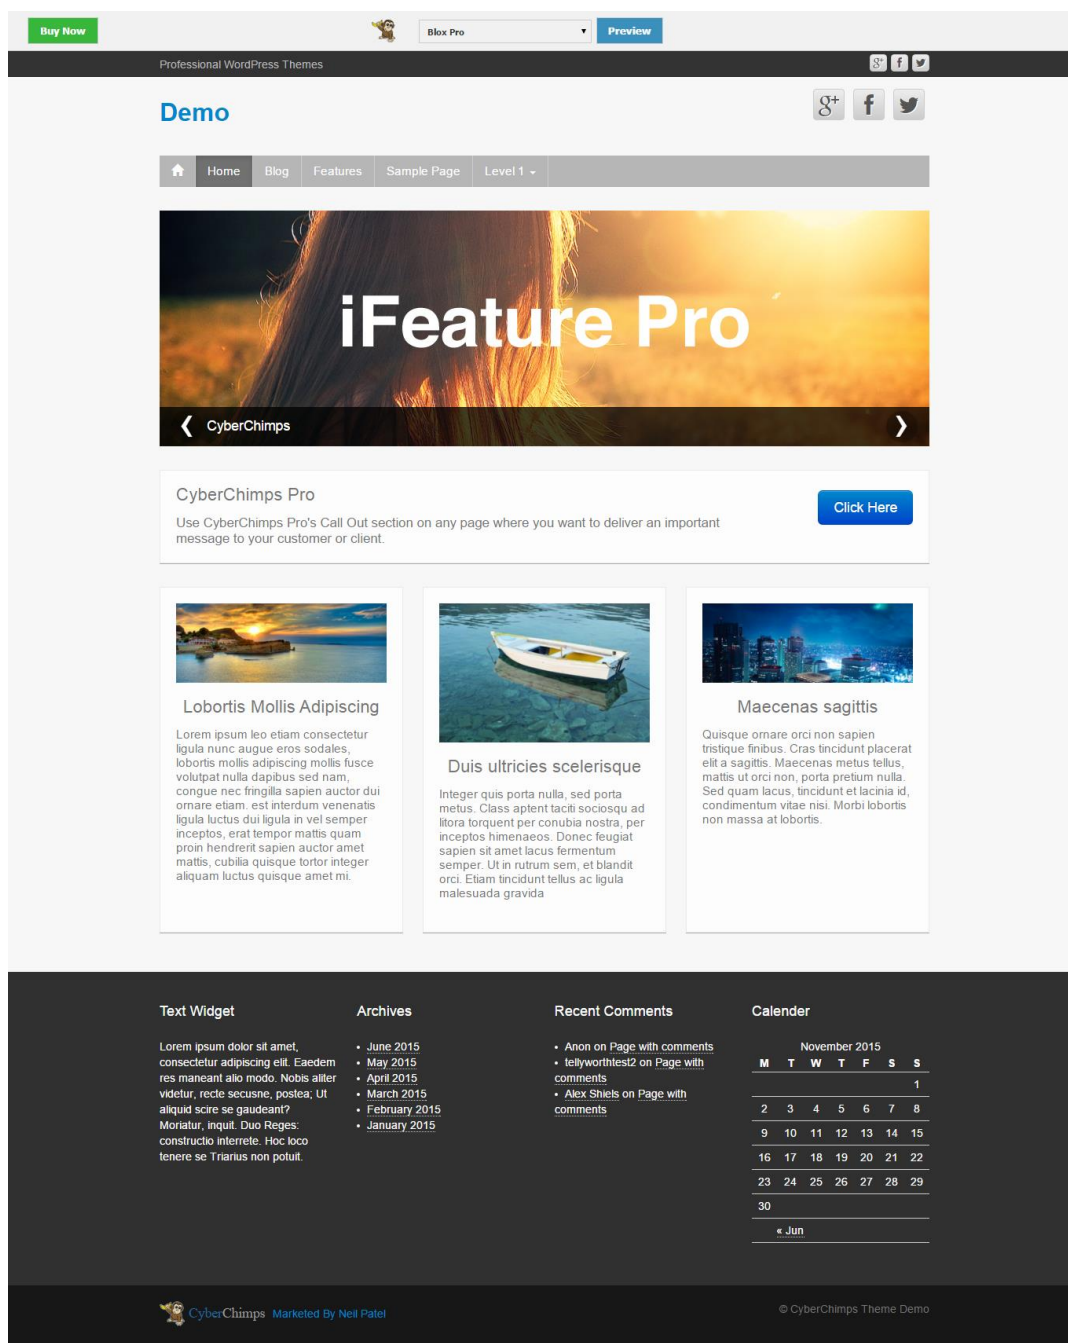 Buy Now
Blox Pro
Preview
Professional WordPress Themes
Demo
Home
Blog
Features
Sample Page
Level 1
iFeature Pro
CyberChimps
CyberChimps Pro
Use CyberChimps Pro's Call Out section on any page where you want to deliver an important
message to your customer or client.
Click Here
Lobortis Mollis Adipiscing
Lorem ipsum leo etiam consectetur
ligula nunc augue eros sodales,
lobortis mollis adipiscing mollis fusce
volutpat nulla dapibus sed nam,
congue nec fringilla sapien auctor dui
ornare etiam. est interdum venenatis
ligula luctus dui ligula in vel semper
inceptos, erat tempor mattis quam
proin hendrerit sapien auctor amet
mattis, cubilia quisque tortor integer
aliquam luctus quisque amet mi.
Duis ultricies scelerisque
Integer quis porta nulla, sed porta
metus. Class aptent taciti sociosqu ad
litora torquent per conubia nostra, per
inceptos himenaeos. Donec feugiat
sapien sit amet lacus fermentum
semper. Ut in rutrum sem, et blandit
orci. Etiam tincidunt tellus ac ligula
malesuada gravida
Maecenas sagittis
Quisque ornare orci non sapien
tristique finibus. Cras tincidunt placerat
elit a sagittis. Maecenas metus tellus,
mattis ut orci non, porta pretium nulla.
Sed quam lacus, tincidunt et lacinia id,
condimentum vitae nisi. Morbi lobortis
non massa at lobortis.
Text Widget
Lorem ipsum dolor sit amet,
consectetur adipiscing elit. Eaedem
res maneant alio modo. Nobis aliter
videtur, recte secusne, postea; Ut
aliquid scire se gaudeant?
Moriatur, inquit. Duo Reges:
constructio interrete. Hoc loco
tenere se Triarius non potuit.
Archives
• June 2015
• May 2015
• April 2015
• March 2015
• February 2015
• January 2015
Recent Comments
• Anon on Page with comments
• tellyworthtest2 on Page with
comments
• Alex Shiels on Page with
comments
Calender
November 2015
M T W T F S S
1
2 3 4 5 6 7 8
9 10 11 12 13 14 15
16 17 18 19 20 21 22
23 24 25 26 27 28 29
30
« Jun
CyberChimps Marketed By Neil Patel
© CyberChimps Theme Demo